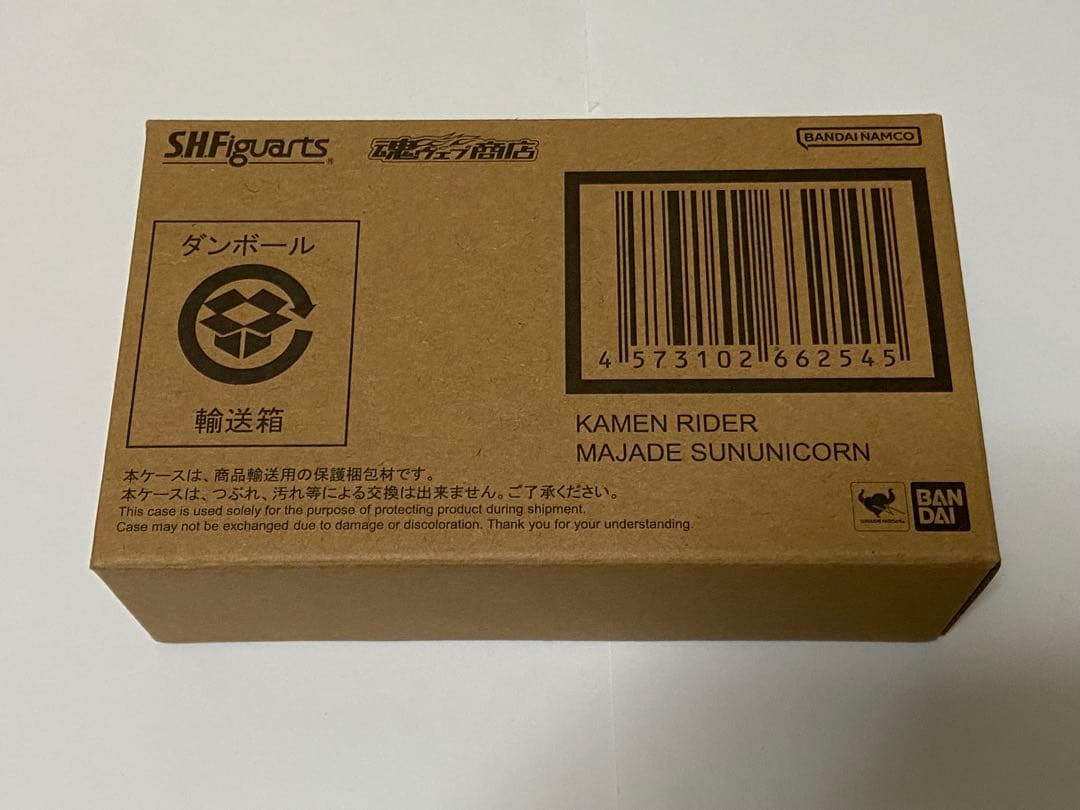 S.H.Figuarts
魂ウェブ商店
BANDAI NAMCO
ダンボール
輸送箱
4 573102 662545
KAMEN RIDER
MAJADE SUNUNICORN
本ケースは、商品輸送用の保護梱包材です。
本ケースは、つぶれ、汚れ等による交換は出来ません。ご了承ください。
This case is used solely for the purpose of protecting product during shipment.
Case may not be exchanged due to damage or discoloration. Thank you for your understanding.
BAN
DAI